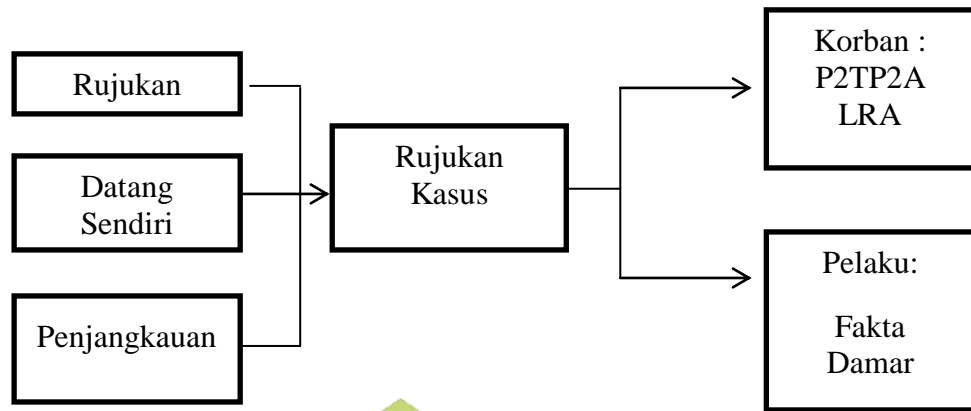 Rujukan
Datang
Sendiri
Penjangkauan
Rujukan
Kasus
Korban :
P2TP2A
LRA
Pelaku:
Fakta
Damar